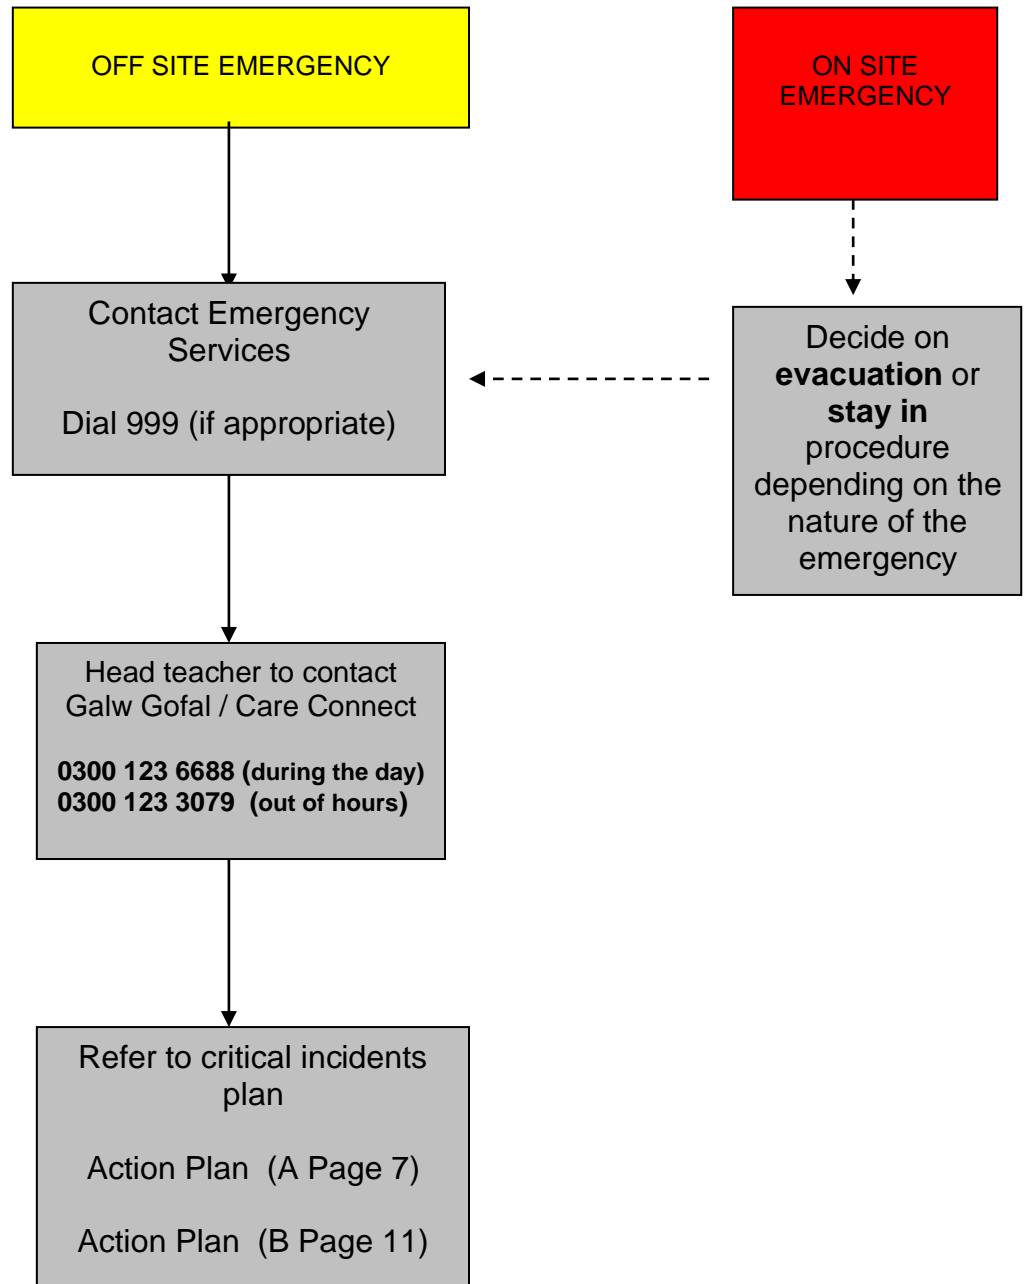 OFF SITE EMERGENCY
ON SITE
EMERGENCY
Contact Emergency
Services
Dial 999 (if appropriate)
Decide on
evacuation or
stay in
procedure
depending on the
nature of the
emergency
Head teacher to contact
Galw Gofal / Care Connect
0300 123 6688 (during the day)
0300 123 3079 (out of hours)
Refer to critical incidents
plan
Action Plan (A Page 7)
Action Plan (B Page 11)